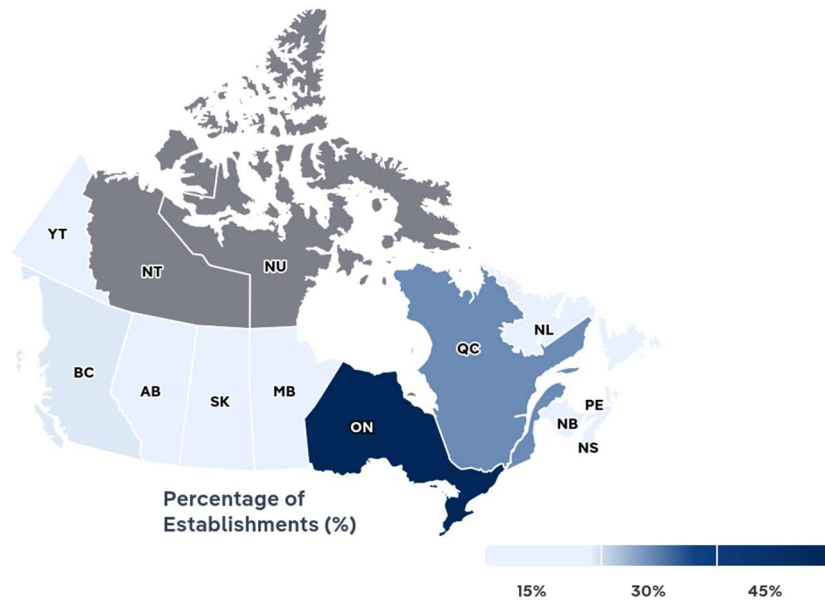 YT
NT
NU
BC
AB
SK
MB
ON
QC
NL
PE
NB
NS
Percentage of
Establishments (%)
15%
30%
45%